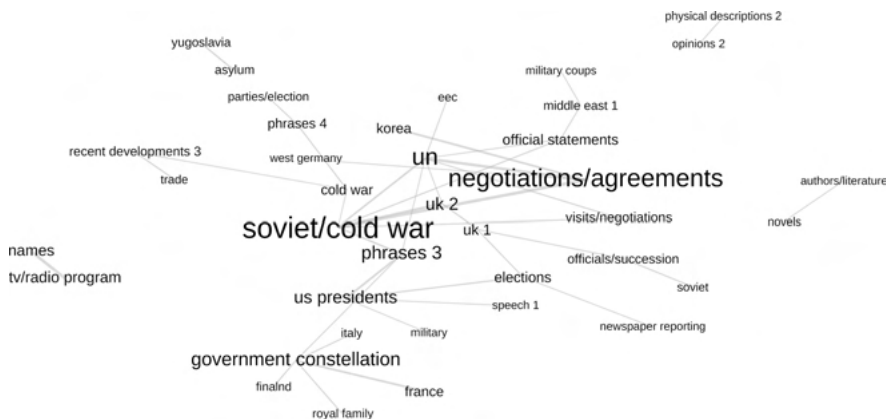 physical descriptions 2
yugoslavia
opinions 2
asylum
military coups
parties/election
eec
middle east 1
phrases 4
korea
official statements
recent developments 3
west germany
un
trade
cold war
negotiations/agreements
authors/literature
uk 2
visits/negotiations
novels
soviet/cold war
uk 1
names
phrases 3
officials/succession
tv/radio program
elections
soviet
us presidents
speech 1
newspaper reporting
italy
military
government constellation
finalnd
france
royal family